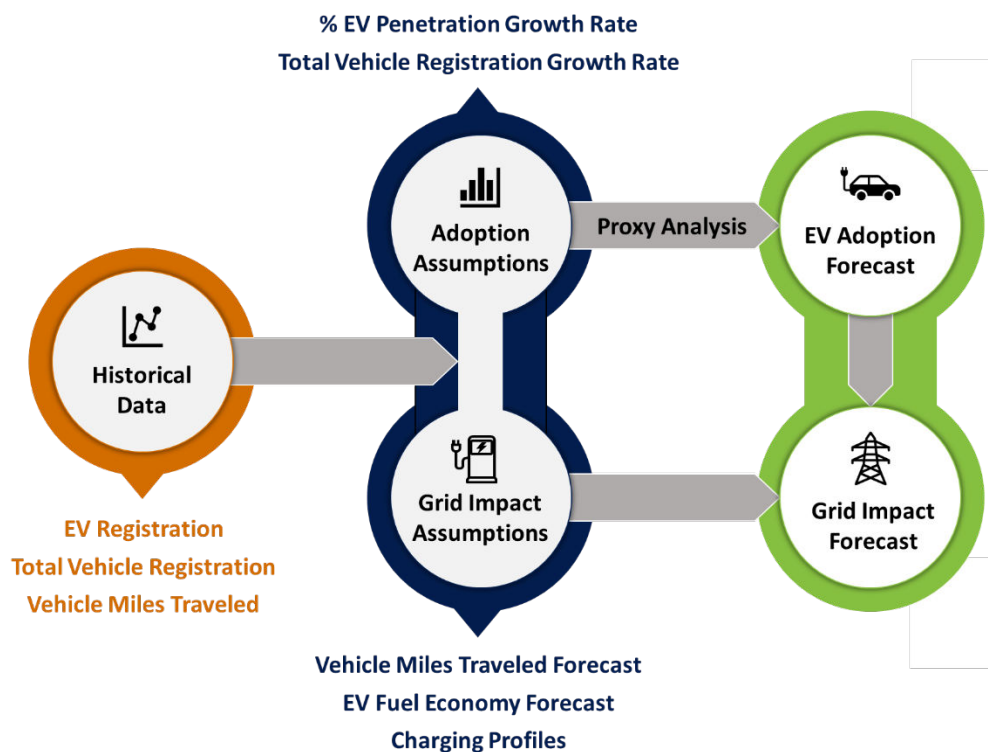 % EV Penetration Growth Rate
Total Vehicle Registration Growth Rate
Adoption
Assumptions
Proxy Analysis
EV Adoption
Forecast
Historical
Data
EV Registration
Total Vehicle Registration
Vehicle Miles Traveled
Grid Impact
Assumptions
Grid Impact
Forecast
Vehicle Miles Traveled Forecast
EV Fuel Economy Forecast
Charging Profiles